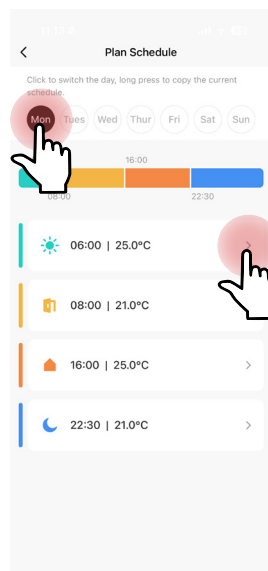 Plan Schedule
Click to switch the day, long press to copy the current
schedule.
Mon Tues Wed Thur Fri Sat Sun
16:00
08:00 22:30
06:00 | 25.0°C
08:00 | 21.0°C
16:00 | 25.0°C
22:30 | 21.0°C